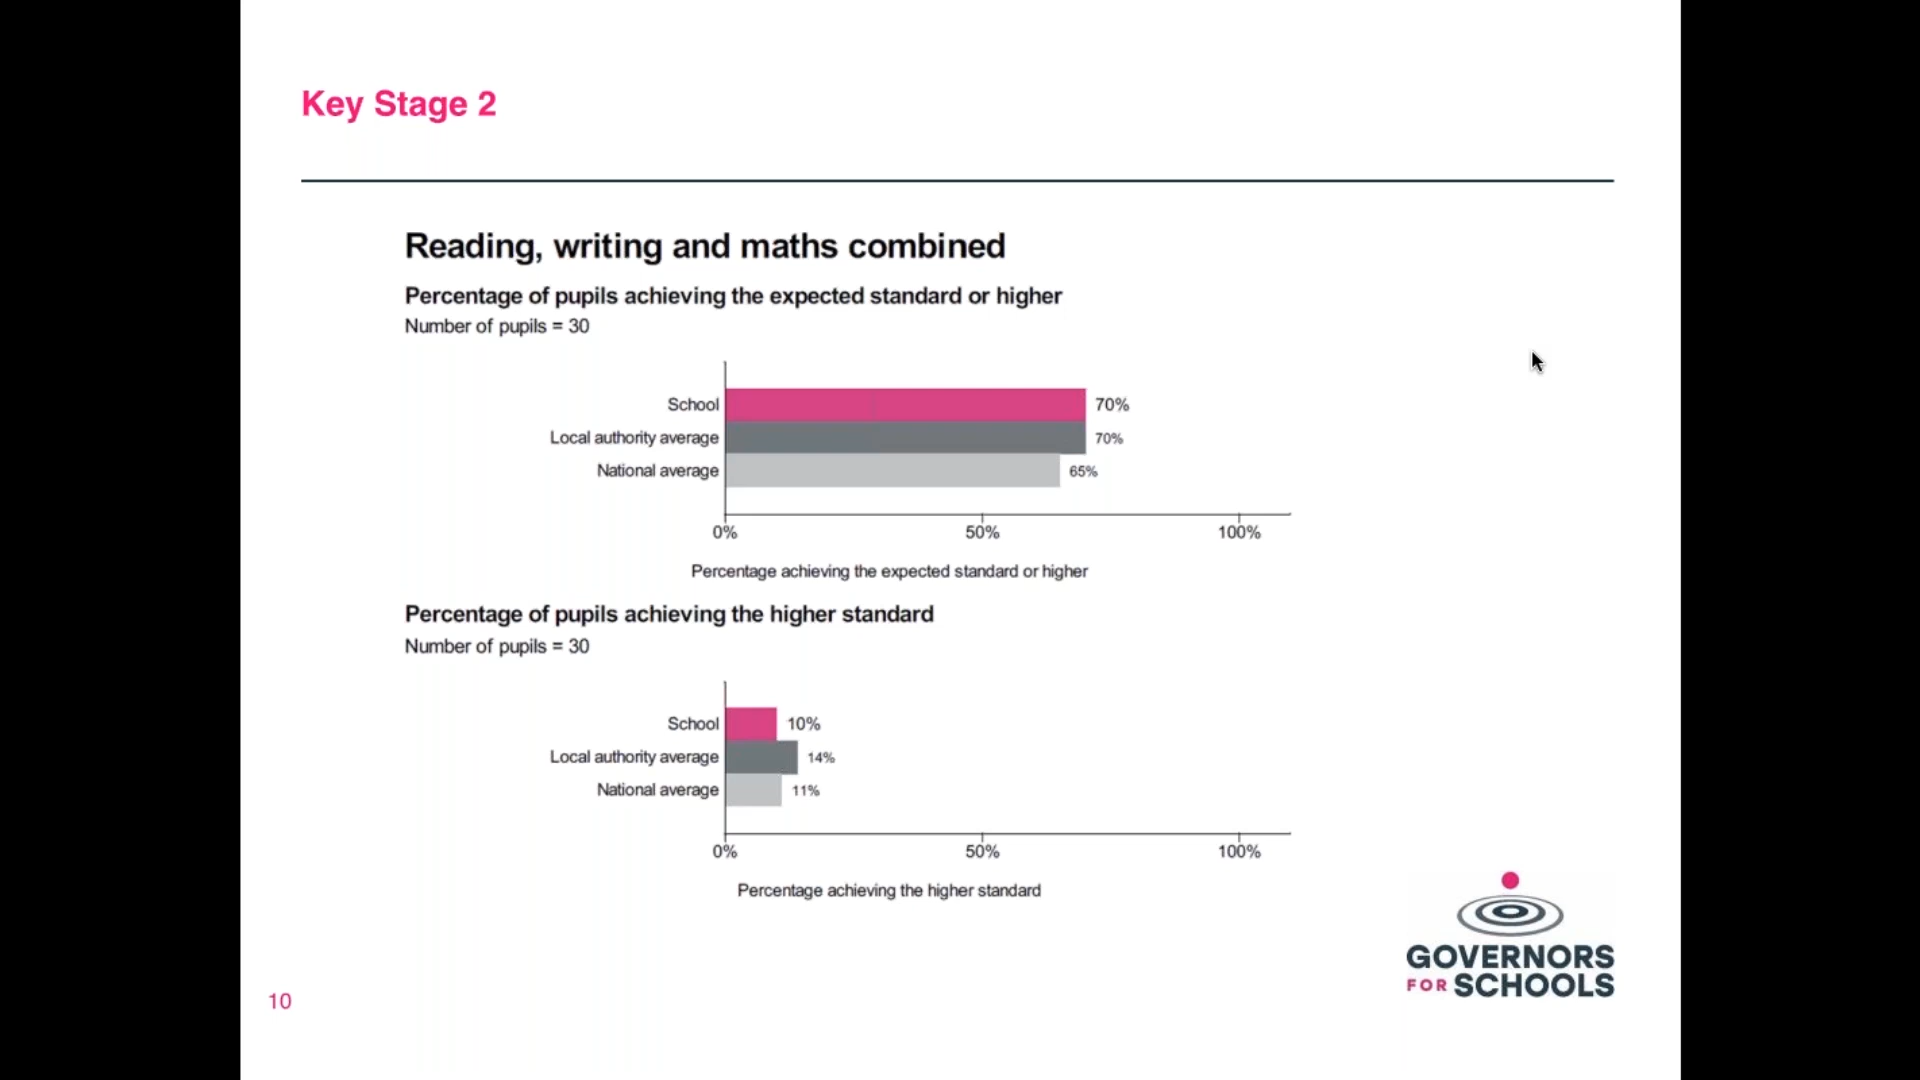 Key Stage 2
Reading, writing and maths combined
Percentage of pupils achieving the expected standard or higher
Number of pupils = 30
School 70%
Local authority average 70%
National average 65%
0% 50% 100%
Percentage achieving the expected standard or higher
Percentage of pupils achieving the higher standard
Number of pupils = 30
School 10%
Local authority average 14%
National average 11%
0% 50% 100%
Percentage achieving the higher standard
GOVERNORS
FOR SCHOOLS
10